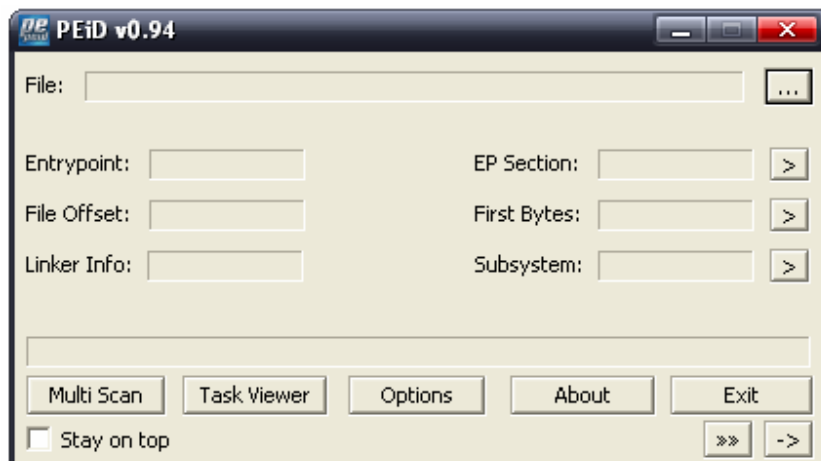 PEiD v0.94
File: ...
Entrypoint: EP Section: >
File Offset: First Bytes: >
Linker Info: Subsystem: >
Multi Scan Task Viewer Options About Exit
Stay on top »» ->